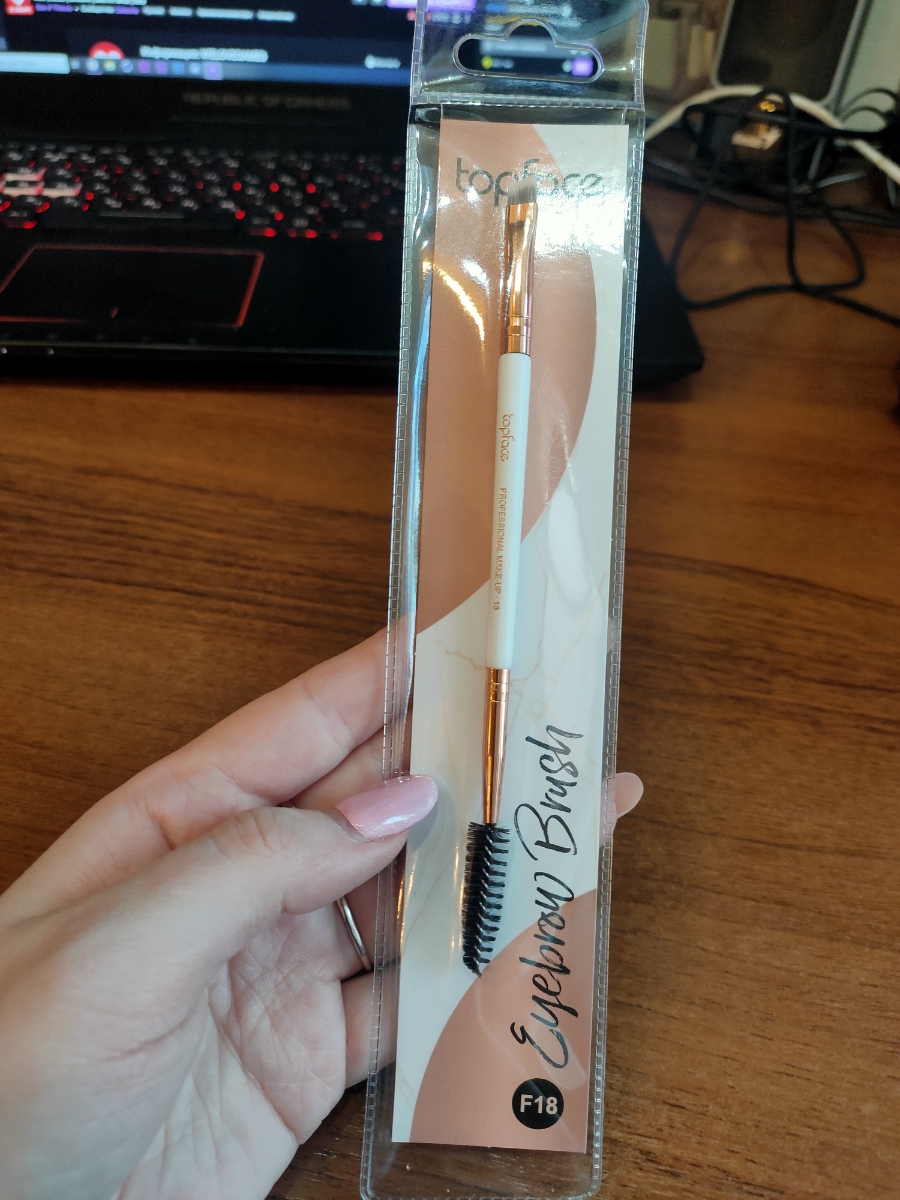 REPUBLIC OF GAMERS
topface
topface
PROFESSIONAL MAKE-UP - 18
Eyebrow Brush
F18